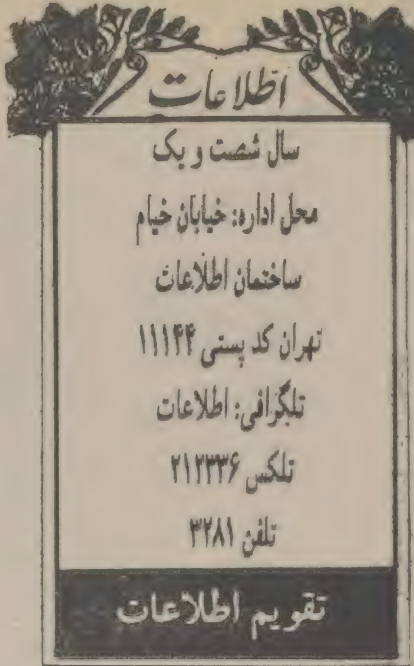 اطلاعات
سال شصت و یک
محل اداره: خیابان خیام
ساختمان اطلاعات
تهران کد پستی ۱۱۱۴۴
تلگرافی: اطلاعات
تلکس ۲۱۲۳۳۶
تلفن ۳۲۸۱
تقویم اطلاعات